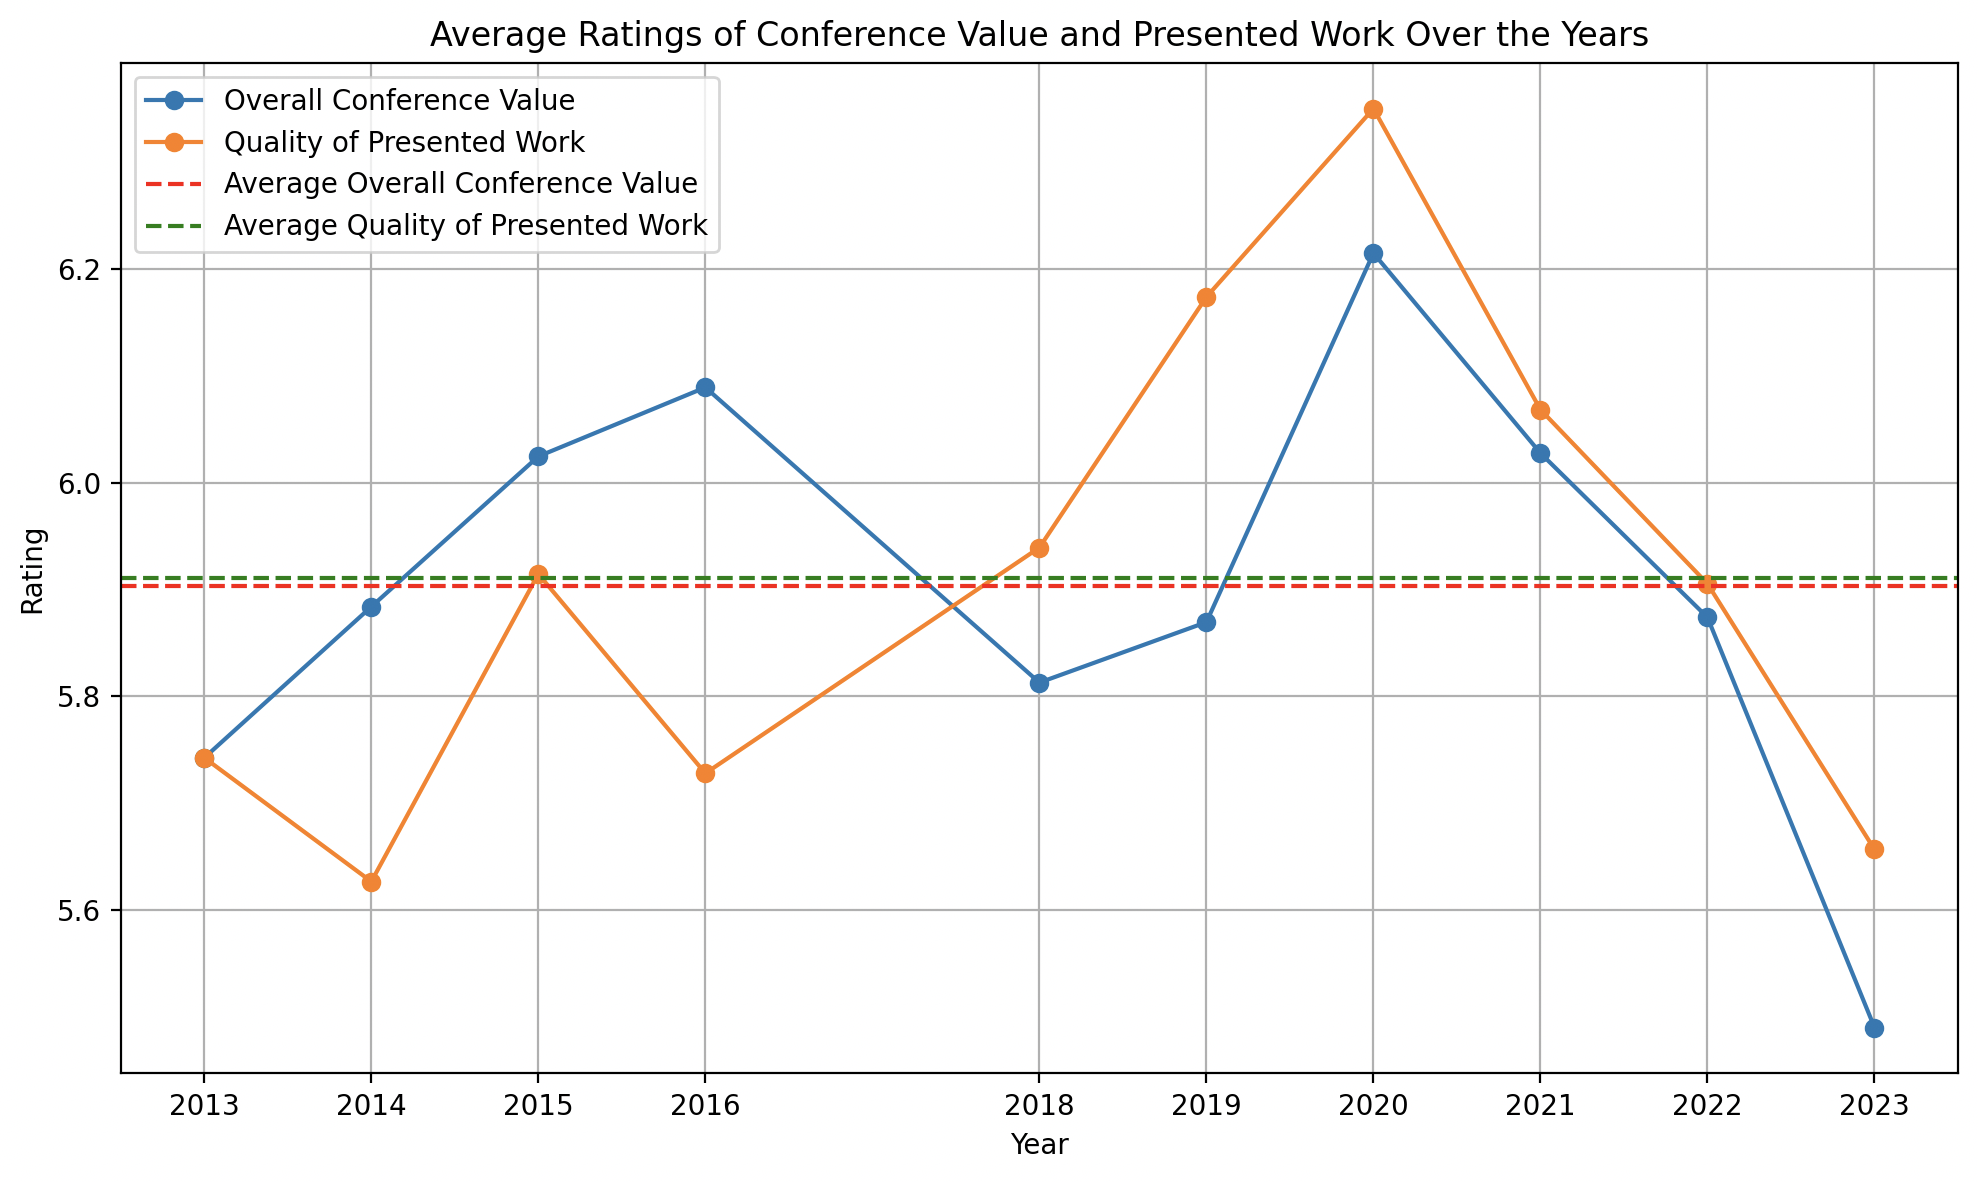 Average Ratings of Conference Value and Presented Work Over the Years
Overall Conference Value
Quality of Presented Work
Average Overall Conference Value
Average Quality of Presented Work
6.2
6.0
5.8
5.6
Rating
2013 2014 2015 2016 2018 2019 2020 2021 2022 2023
Year